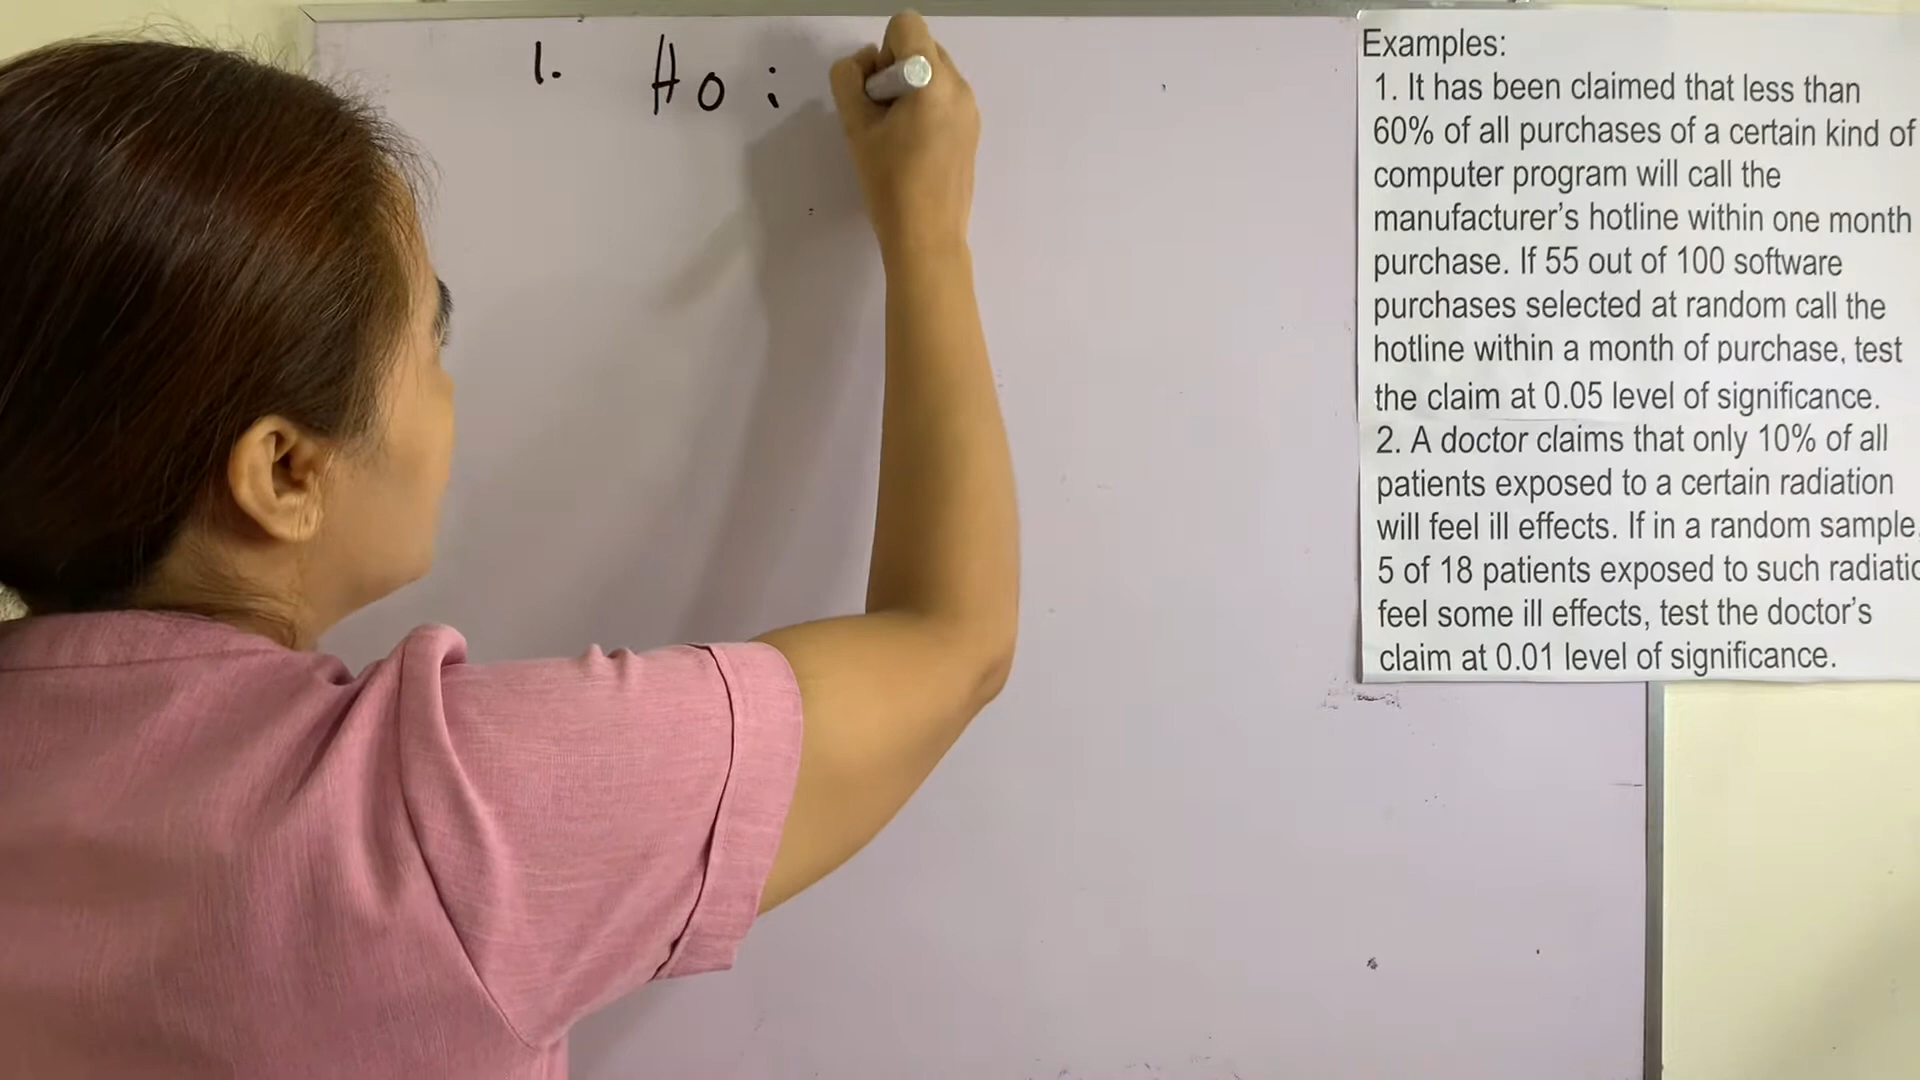 1. Ho :
Examples:
1. It has been claimed that less than
60% of all purchases of a certain kind of
computer program will call the
manufacturer's hotline within one month
purchase. If 55 out of 100 software
purchases selected at random call the
hotline within a month of purchase, test
the claim at 0.05 level of significance.
2. A doctor claims that only 10% of all
patients exposed to a certain radiation
will feel ill effects. If in a random sample,
5 of 18 patients exposed to such radiatio
feel some ill effects, test the doctor's
claim at 0.01 level of significance.